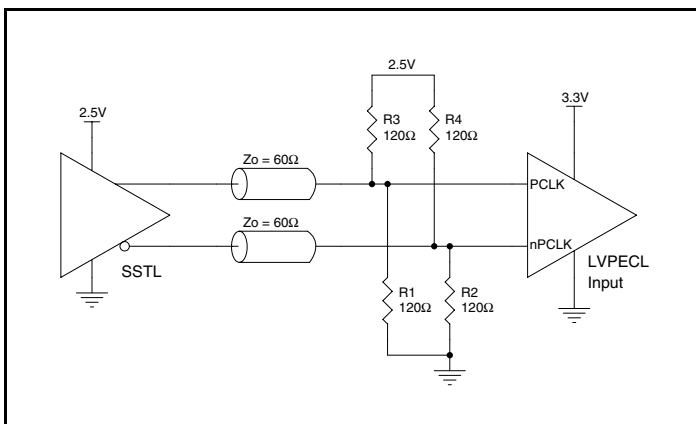 2.5V
2.5V
3.3V
R3
120Ω
R4
120Ω
Zo = 60Ω
PCLK
Zo = 60Ω
nPCLK
SSTL
LVPECL
Input
R1
120Ω
R2
120Ω